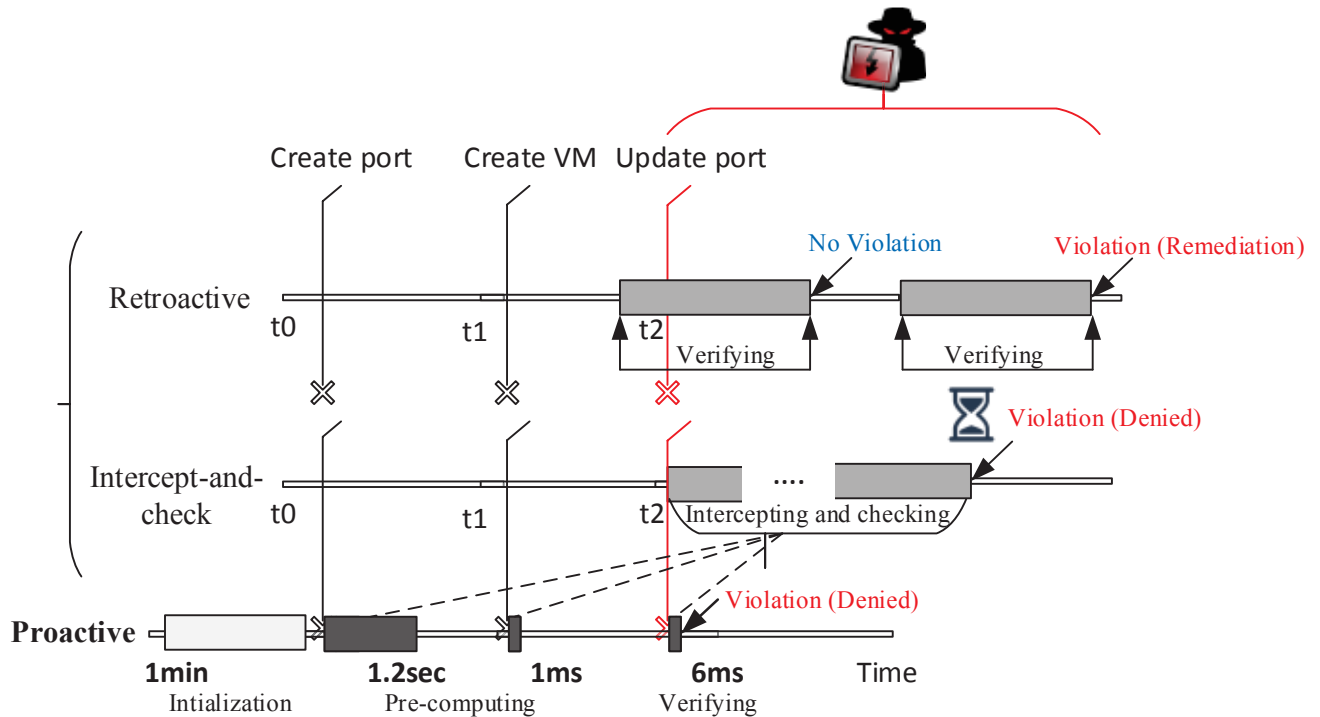 Create port
Create VM
Update port
No Violation
Violation (Remediation)
Retroactive
t0
t1
t2
Verifying
Verifying
Violation (Denied)
Intercept-and-
check
t0
t1
t2
....
Intercepting and checking
Violation (Denied)
Proactive
1min
1.2sec
1ms
6ms
Time
Intialization
Pre-computing
Verifying